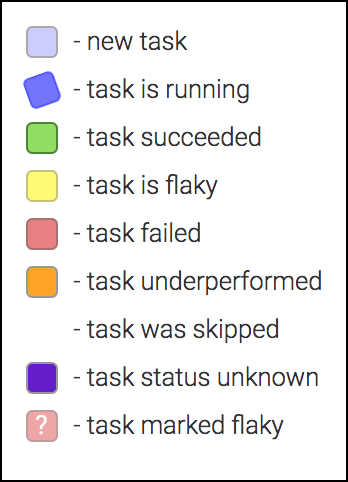 - new task
- task is running
- task succeeded
- task is flaky
- task failed
- task underperformed
- task was skipped
- task status unknown
? - task marked flaky